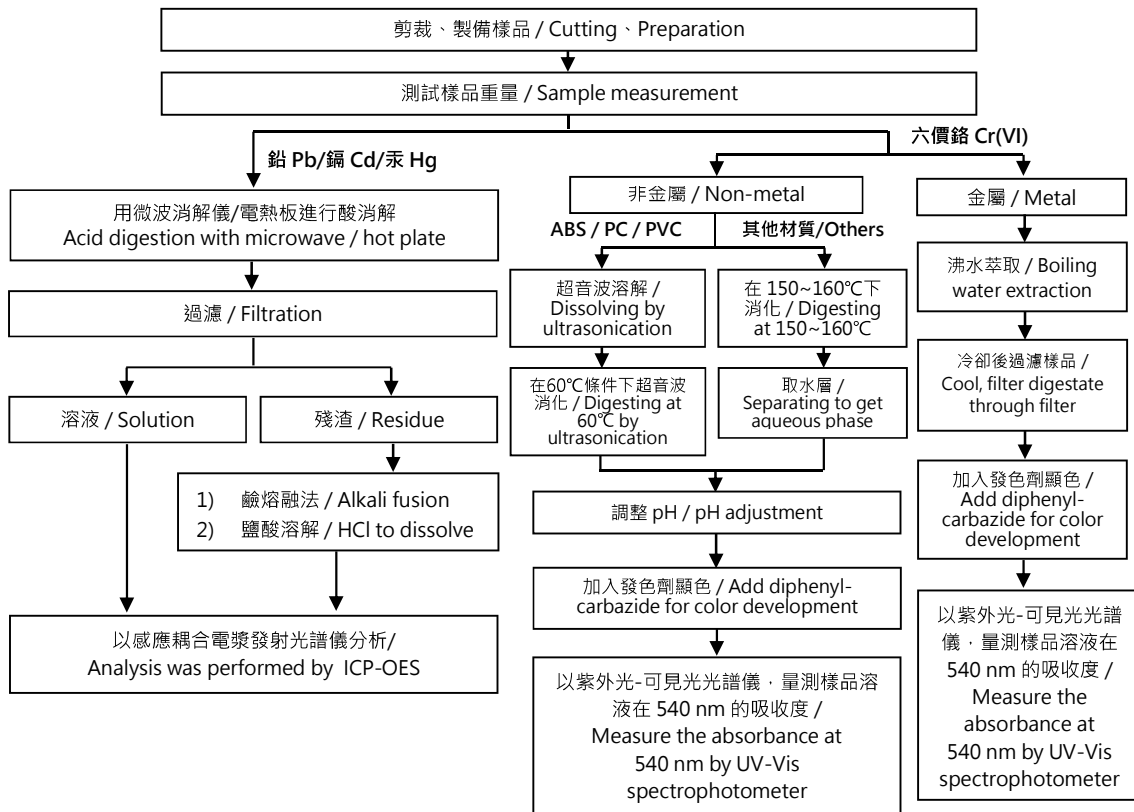 剪裁、製備樣品 / Cutting、Preparation
測試樣品重量 / Sample measurement
鉛 Pb/鎘 Cd/汞 Hg
六價鉻 Cr(VI)
用微波消解儀/電熱板進行酸消解
Acid digestion with microwave / hot plate
過濾 / Filtration
溶液 / Solution
殘渣 / Residue
1) 鹼熔融法 / Alkali fusion
2) 鹽酸溶解 / HCl to dissolve
以感應耦合電漿發射光譜儀分析/
Analysis was performed by ICP-OES
非金屬 / Non-metal
ABS / PC / PVC
其他材質/Others
超音波溶解 /
Dissolving by
ultrasonication
在60℃條件下超音波
消化 / Digesting at
60℃ by
ultrasonication
在 150~160℃下
消化 / Digesting
at 150~160℃
取水層 /
Separating to get
aqueous phase
調整 pH / pH adjustment
加入發色劑顯色 / Add diphenyl-
carbazide for color development
以紫外光-可見光光譜儀，量測樣品溶
液在 540 nm 的吸收度 /
Measure the absorbance at
540 nm by UV-Vis
spectrophotometer
金屬 / Metal
沸水萃取 / Boiling
water extraction
冷卻後過濾樣品 /
Cool, filter digestate
through filter
加入發色劑顯色 /
Add diphenyl-
carbazide for color
development
以紫外光-可見光光譜
儀，量測樣品溶液在
540 nm 的吸收度 /
Measure the
absorbance at
540 nm by UV-Vis
spectrophotometer